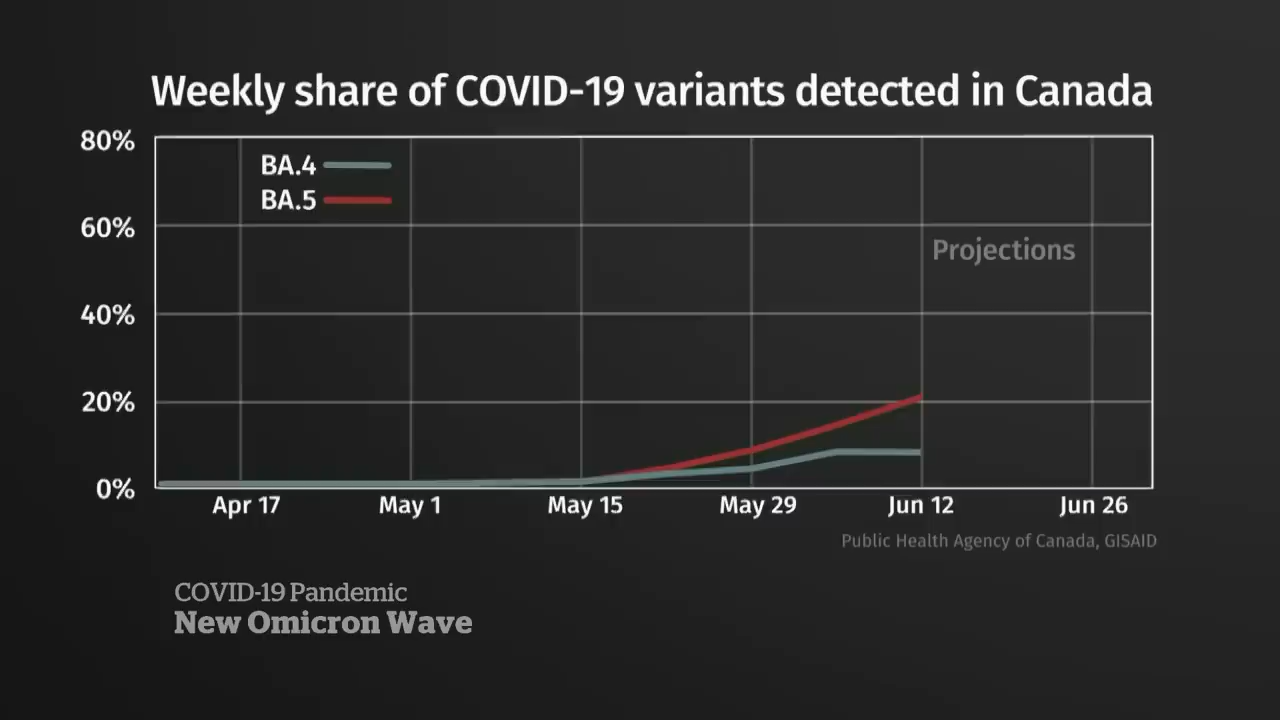 Weekly share of COVID-19 variants detected in Canada
80%
BA.4
BA.5
60%
Projections
40%
20%
0%
Apr 17 May 1 May 15 May 29 Jun 12 Jun 26
Public Health Agency of Canada, GISAID
COVID-19 Pandemic
New Omicron Wave